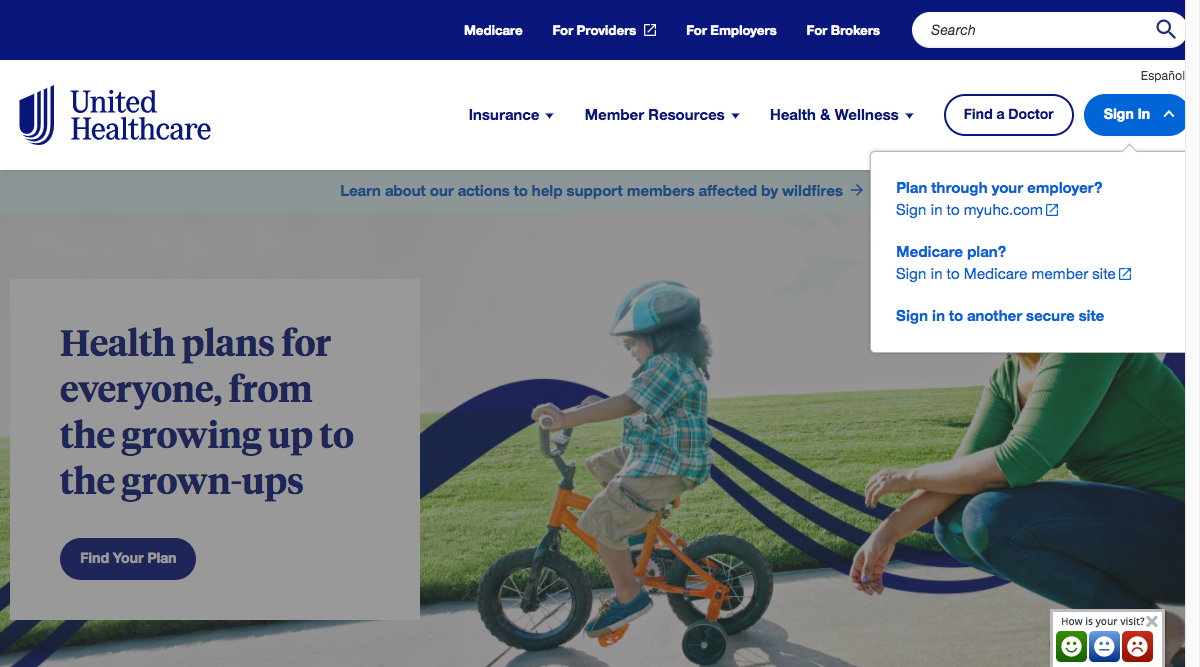 Medicare For Providers For Employers For Brokers Search
Español
United
Healthcare
Insurance Member Resources Health & Wellness Find a Doctor Sign In
Learn about our actions to help support members affected by wildfires
Plan through your employer?
Sign in to myuhc.com
Medicare plan?
Sign in to Medicare member site
Sign in to another secure site
Health plans for
everyone, from
the growing up to
the grown-ups
Find Your Plan
How is your visit?